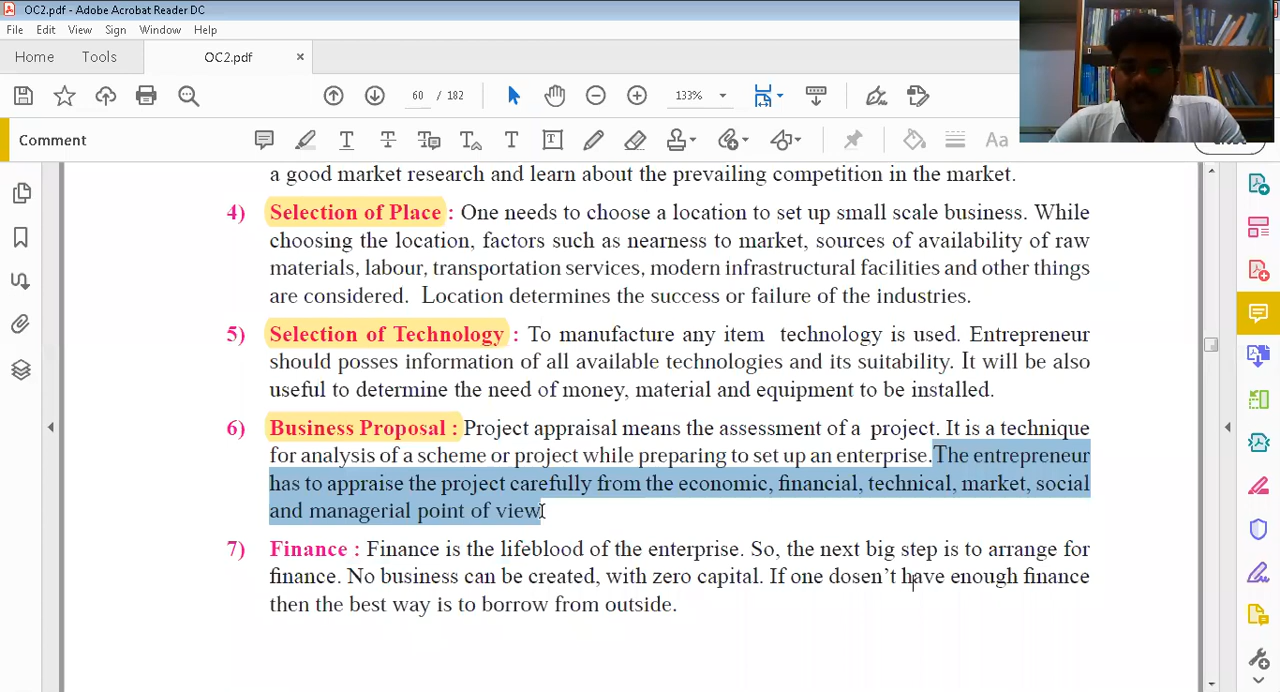 OC2.pdf - Adobe Acrobat Reader DC
File Edit View Sign Window Help
Home Tools OC2.pdf ×
60 / 182 133%
Comment
a good market research and learn about the prevailing competition in the market.
4) Selection of Place : One needs to choose a location to set up small scale business. While
choosing the location, factors such as nearness to market, sources of availability of raw
materials, labour, transportation services, modern infrastructural facilities and other things
are considered. Location determines the success or failure of the industries.
5) Selection of Technology : To manufacture any item technology is used. Entrepreneur
should posses information of all available technologies and its suitability. It will be also
useful to determine the need of money, material and equipment to be installed.
6) Business Proposal : Project appraisal means the assessment of a project. It is a technique
for analysis of a scheme or project while preparing to set up an enterprise.The entrepreneur
has to appraise the project carefully from the economic, financial, technical, market, social
and managerial point of view
7) Finance : Finance is the lifeblood of the enterprise. So, the next big step is to arrange for
finance. No business can be created, with zero capital. If one dosen't have enough finance
then the best way is to borrow from outside.